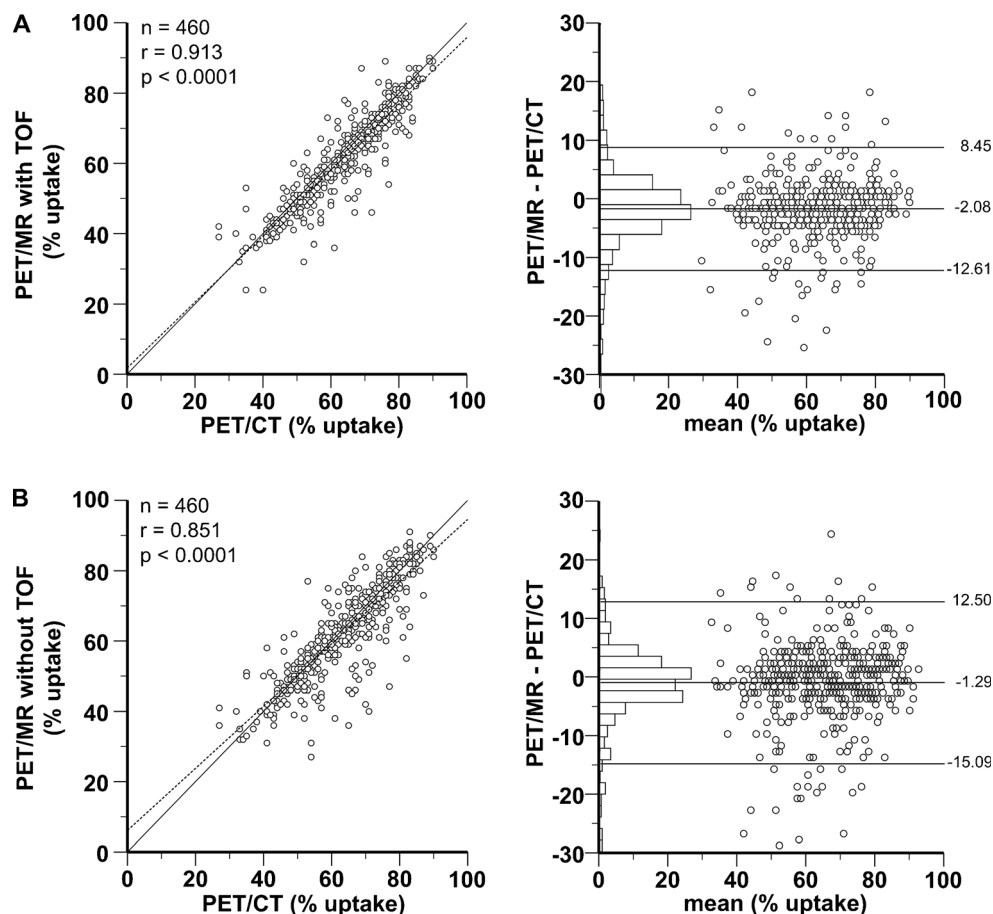 A
100
80
60
40
20
0
PET/MR with TOF
(% uptake)
n = 460
r = 0.913
p < 0.0001
0 20 40 60 80 100
PET/CT (% uptake)
30
20
10
0
-10
-20
-30
PET/MR - PET/CT
8.45
-2.08
-12.61
0 20 40 60 80 100
mean (% uptake)
B
100
80
60
40
20
0
PET/MR without TOF
(% uptake)
n = 460
r = 0.851
p < 0.0001
0 20 40 60 80 100
PET/CT (% uptake)
30
20
10
0
-10
-20
-30
PET/MR - PET/CT
12.50
-1.29
-15.09
0 20 40 60 80 100
mean (% uptake)